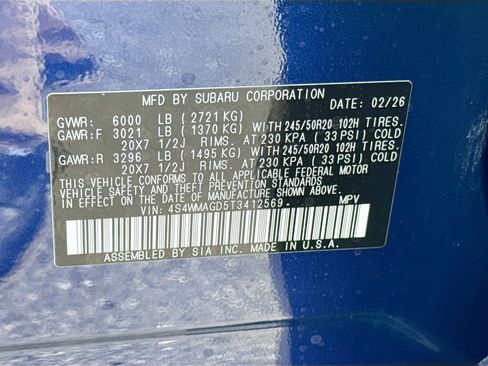 MFD BY SUBARU CORPORATION DATE: 02/26
GVWR: 6000 LB ( 2721 KG)
GAWR:F 3021 LB ( 1370 KG) WITH 245/50R20 102H TIRES.
20X7 1/2J RIMS. AT 230 KPA ( 33 PSI) COLD
GAWR:R 3296 LB ( 1495 KG) WITH 245/50R20 102H TIRES.
20X7 1/2J RIMS. AT 230 KPA ( 33 PSI) COLD
THIS VEHICLE CONFORMS TO ALL APPLICABLE FEDERAL MOTOR
VEHICLE SAFETY AND THEFT PREVENTION STANDARDS
IN EFFECT ON THE DATE OF MANUFACTURE SHOWN ABOVE.
VIN: 4S4WMAGD5T3412569 MPV
ASSEMBLED BY SIA INC. MADE IN U.S.A.